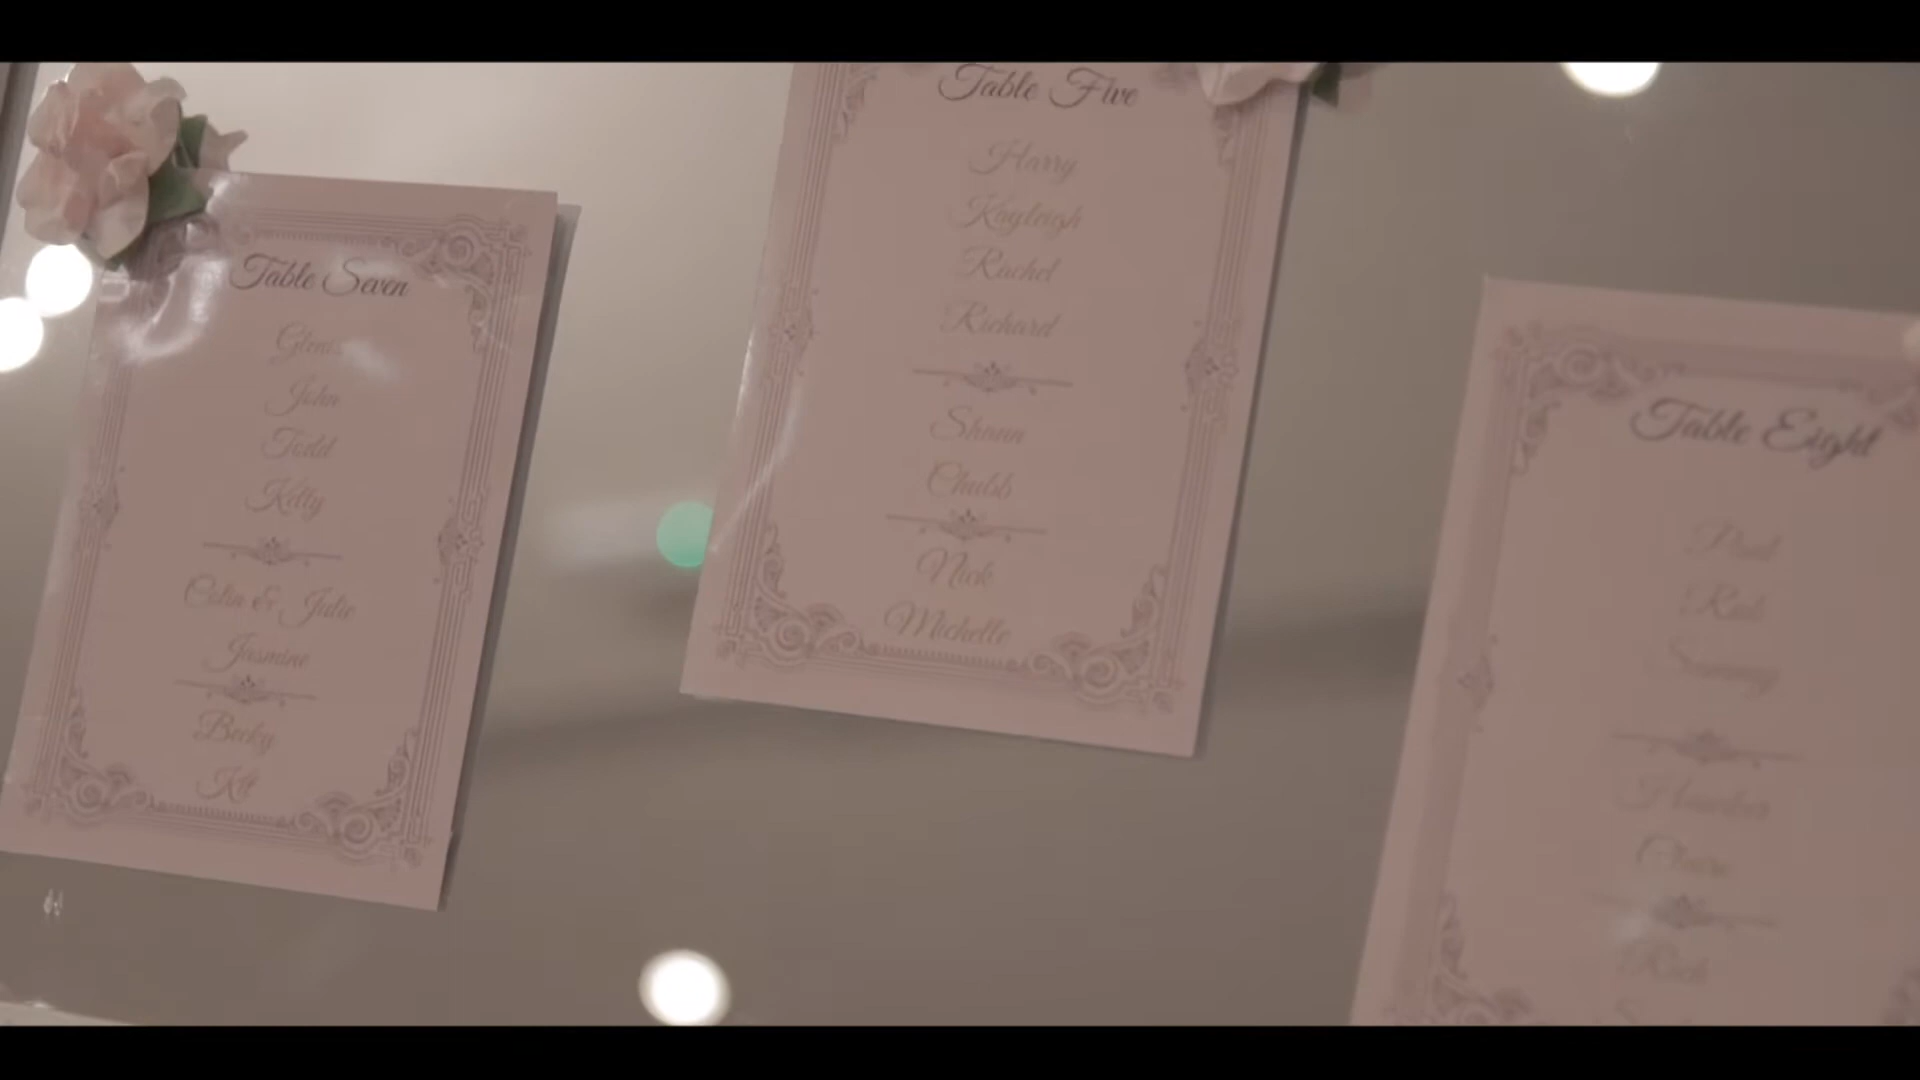 Table Seven
John
Todd
Kelly
Colin & Julie
Jasmine
Becky
Kit
Table Five
Harry
Kayleigh
Rachel
Richard
Shaun
Chubb
Nick
Michelle
Table Eight
Claire